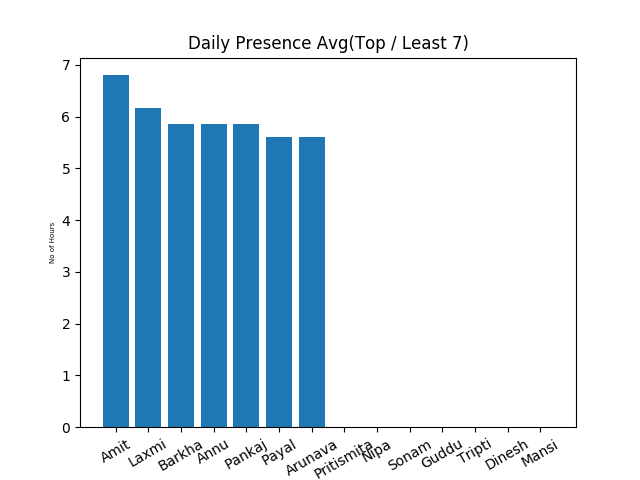 Daily Presence Avg(Top / Least 7)
7
6
5
4
3
2
1
0
No of Hours
Amit
Laxmi
Barkha
Annu
Pankaj
Payal
Arunava
Pritismita
Nipa
Sonam
Guddu
Tripti
Dinesh
Mansi